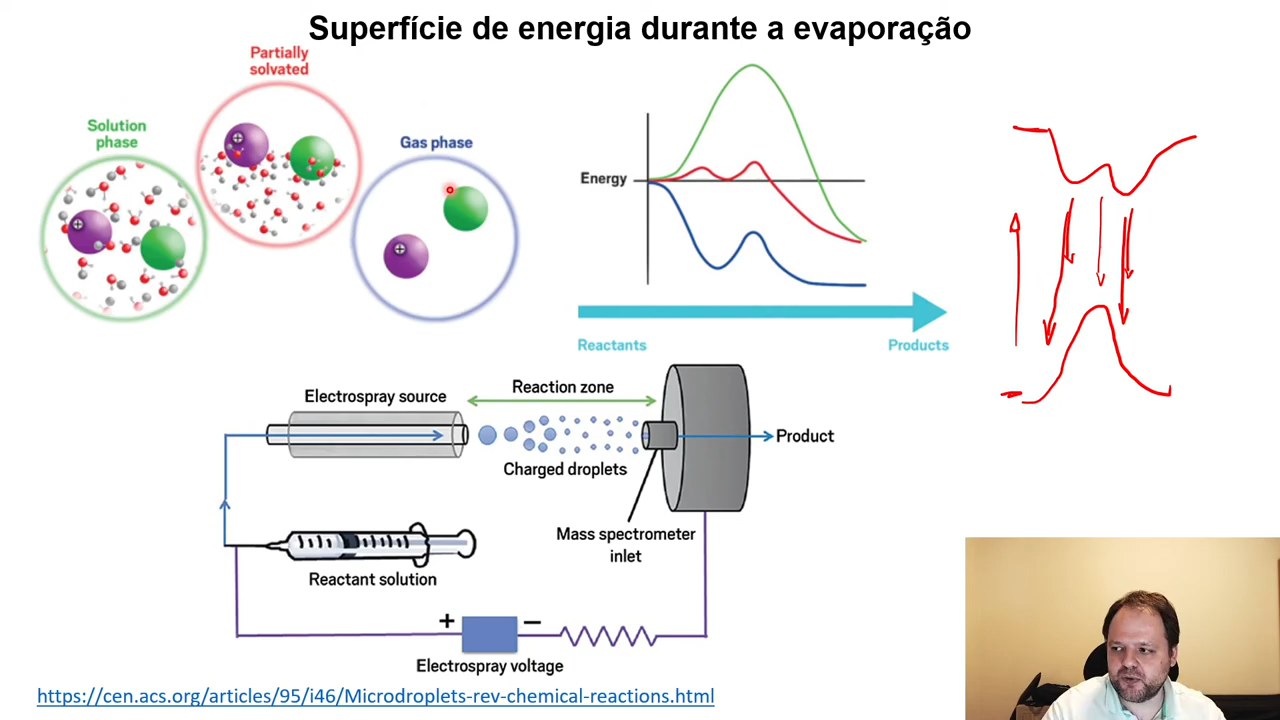 Superfície de energia durante a evaporação
Partially
solvated
Solution
phase
Gas phase
Energy
Reactants
Products
Electrospray source
Reaction zone
Charged droplets
Product
Mass spectrometer
inlet
Reactant solution
+
−
Electrospray voltage
https://cen.acs.org/articles/95/i46/Microdroplets-rev-chemical-reactions.html